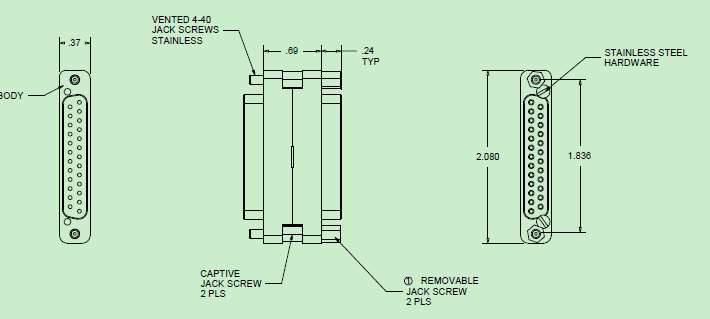 VENTED 4-40
JACK SCREWS
STAINLESS
.37
.69
.24
TYP
STAINLESS STEEL
HARDWARE
BODY
2.080
1.836
CAPTIVE
JACK SCREW
2 PLS
1 REMOVABLE
JACK SCREW
2 PLS